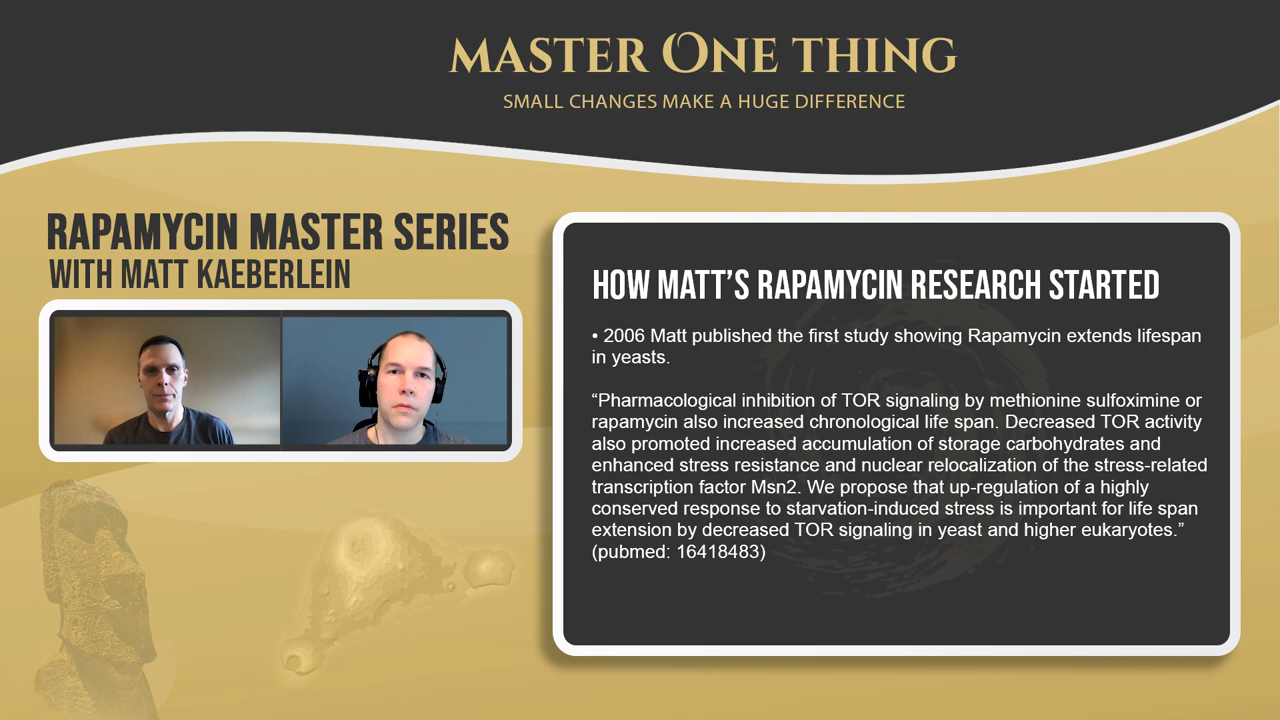 MASTER ONE THING
SMALL CHANGES MAKE A HUGE DIFFERENCE
RAPAMYCIN MASTER SERIES
WITH MATT KAEBERLEIN
HOW MATT’S RAPAMYCIN RESEARCH STARTED
• 2006 Matt published the first study showing Rapamycin extends lifespan
in yeasts.
“Pharmacological inhibition of TOR signaling by methionine sulfoximine or
rapamycin also increased chronological life span. Decreased TOR activity
also promoted increased accumulation of storage carbohydrates and
enhanced stress resistance and nuclear relocalization of the stress-related
transcription factor Msn2. We propose that up-regulation of a highly
conserved response to starvation-induced stress is important for life span
extension by decreased TOR signaling in yeast and higher eukaryotes.”
(pubmed: 16418483)